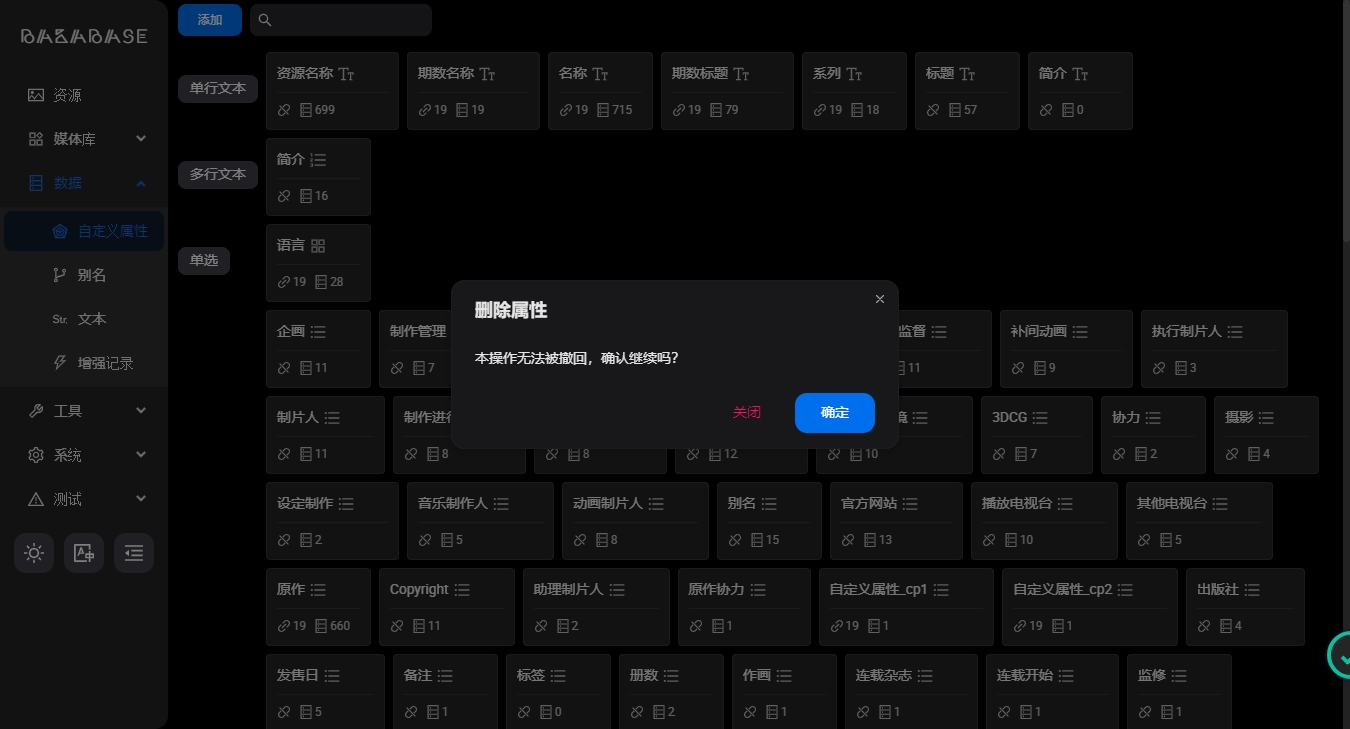 BAZABASE
资源
媒体库
数据
自定义属性
别名
Str. 文本
增强记录
工具
系统
测试
添加
单行文本
资源名称
699
期数名称
19 19
名称
19 715
期数标题
19 79
系列
19 18
标题
57
简介
0
多行文本
简介
16
单选
语言
19 28
企画
11
制作管理
7
监督
11
补间动画
9
执行制片人
3
制片人
11
制作进行
8
8
12
10
3DCG
7
协力
2
摄影
4
设定制作
2
音乐制作人
5
动画制片人
8
别名
15
官方网站
13
播放电视台
10
其他电视台
5
原作
19 660
Copyright
11
助理制片人
2
原作协力
1
自定义属性_cp1
19 1
自定义属性_cp2
19 1
出版社
4
发售日
5
备注
1
标签
0
册数
2
作画
1
连载杂志
1
连载开始
1
监修
1
删除属性
本操作无法被撤回，确认继续吗?
关闭
确定